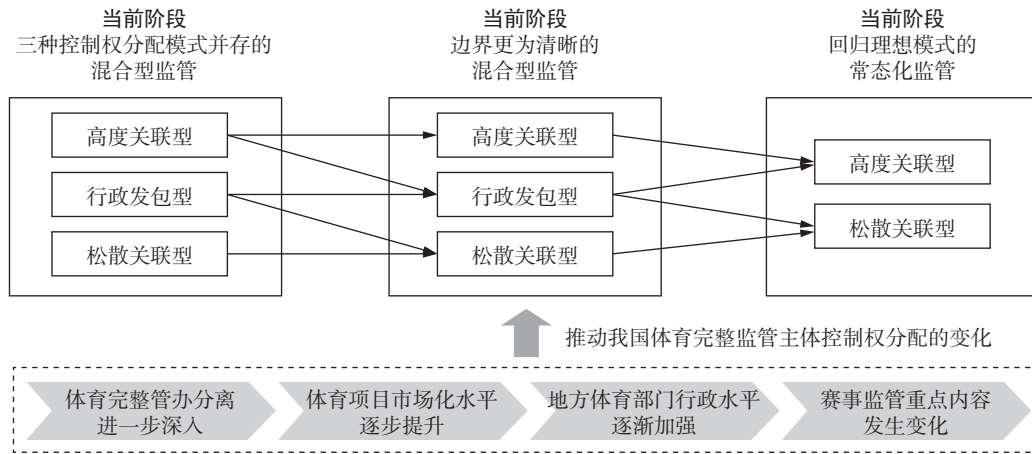 当前阶段
三种控制权分配模式并存的
混合型监管
当前阶段
边界更为清晰的
混合型监管
当前阶段
回归理想模式的
常态化监管
高度关联型
行政发包型
松散关联型
高度关联型
行政发包型
松散关联型
高度关联型
松散关联型
推动我国体育完整监管主体控制权分配的变化
体育完整管办分离
进一步深入
体育项目市场化水平
逐步提升
地方体育部门行政水平
逐渐加强
赛事监管重点内容
发生变化